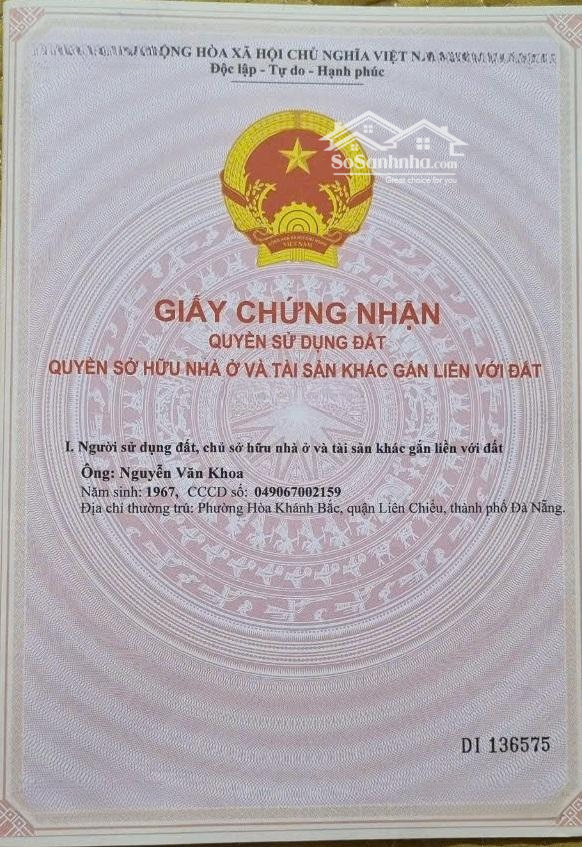 CỘNG HÒA XÃ HỘI CHỦ NGHĨA VIỆT NAM
Độc lập - Tự do - Hạnh phúc
SoSanhnha.com
Great choice for you
VIỆT NAM
GIẤY CHỨNG NHẬN
QUYỀN SỬ DỤNG ĐẤT
QUYỀN SỞ HỮU NHÀ Ở VÀ TÀI SẢN KHÁC GẮN LIỀN VỚI ĐẤT
I. Người sử dụng đất, chủ sở hữu nhà ở và tài sản khác gắn liền với đất
Ông: Nguyễn Văn Khoa
Năm sinh: 1967, CCCD số: 049067002159
Địa chỉ thường trú: Phường Hòa Khánh Bắc, quận Liên Chiểu, thành phố Đà Nẵng.
DI 136575